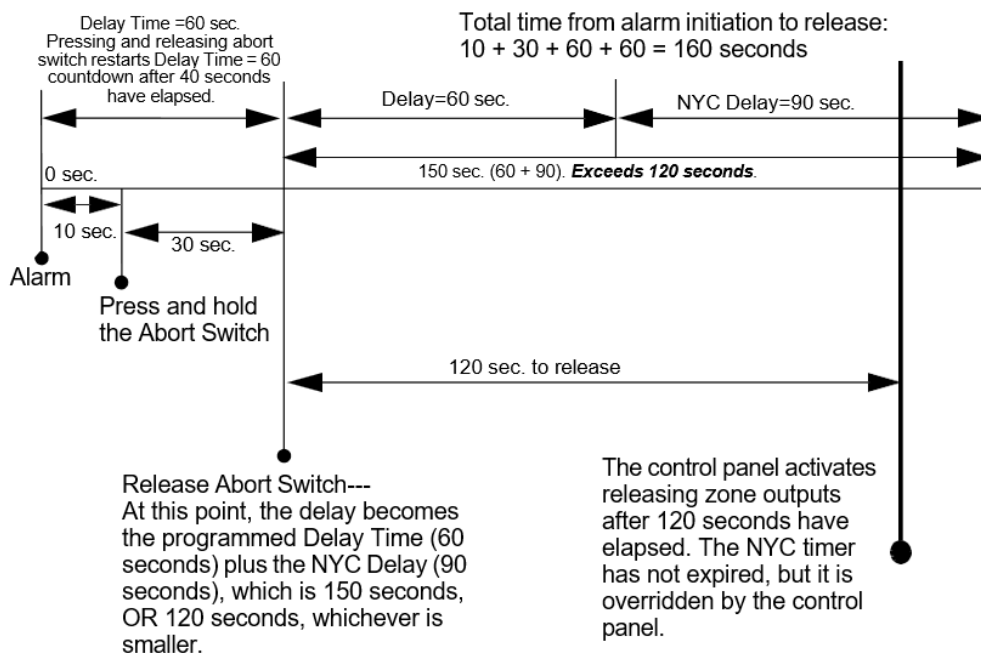 Delay Time =60 sec.
Pressing and releasing abort
switch restarts Delay Time = 60
countdown after 40 seconds
have elapsed.
Total time from alarm initiation to release:
10 + 30 + 60 + 60 = 160 seconds
Delay=60 sec.
NYC Delay=90 sec.
0 sec.
150 sec. (60 + 90). Exceeds 120 seconds.
10 sec.
30 sec.
Alarm
Press and hold
the Abort Switch
120 sec. to release
Release Abort Switch---
At this point, the delay becomes
the programmed Delay Time (60
seconds) plus the NYC Delay (90
seconds), which is 150 seconds,
OR 120 seconds, whichever is
smaller.
The control panel activates
releasing zone outputs
after 120 seconds have
elapsed. The NYC timer
has not expired, but it is
overridden by the control
panel.